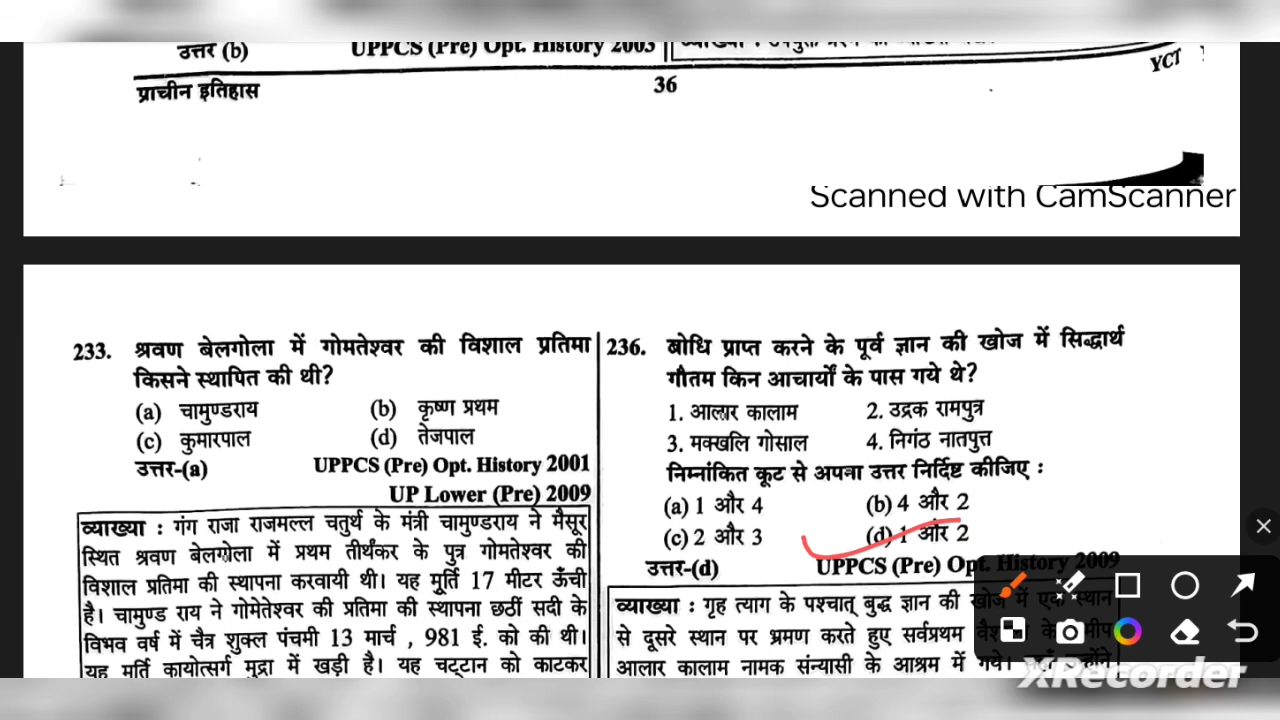 उत्तर (b) UPPCS (Pre) Opt. History 2003
व्याख्या :
प्राचीन इतिहास
36
YCT
Scanned with CamScanner
233. श्रवण बेलगोला में गोमतेश्वर की विशाल प्रतिमा
किसने स्थापित की थी?
(a) चामुण्डराय (b) कृष्ण प्रथम
(c) कुमारपाल (d) तेजपाल
उत्तर-(a) UPPCS (Pre) Opt. History 2001
UP Lower (Pre) 2009
व्याख्या : गंग राजा राजमल्ल चतुर्थ के मंत्री चामुण्डराय ने मैसूर
स्थित श्रवण बेलगोला में प्रथम तीर्थंकर के पुत्र गोमतेश्वर की
विशाल प्रतिमा की स्थापना करवायी थी। यह मूर्ति 17 मीटर ऊँची
है। चामुण्ड राय ने गोमेतेश्वर की प्रतिमा की स्थापना छठीं सदी के
विभव वर्ष में चैत्र शुक्ल पंचमी 13 मार्च , 981 ई. को की थी।
यह मूर्ति कायोत्सर्ग मुद्रा में खड़ी है। यह चट्टान को काटकर
236. बोधि प्राप्त करने के पूर्व ज्ञान की खोज में सिद्धार्थ
गौतम किन आचार्यों के पास गये थे?
1. आलार कालाम 2. उद्रक रामपुत्र
3. मक्खलि गोसाल 4. निगंठ नातपुत्त
निम्नांकित कूट से अपना उत्तर निर्दिष्ट कीजिए :
(a) 1 और 4 (b) 4 और 2
(c) 2 और 3 (d) 1 और 2
उत्तर-(d) UPPCS (Pre) Opt. History 2009
व्याख्या : गृह त्याग के पश्चात् बुद्ध ज्ञान की खोज में एक स्थान
से दूसरे स्थान पर भ्रमण करते हुए सर्वप्रथम
आलार कालाम नामक संन्यासी के आश्रम में गये।
XRecorder